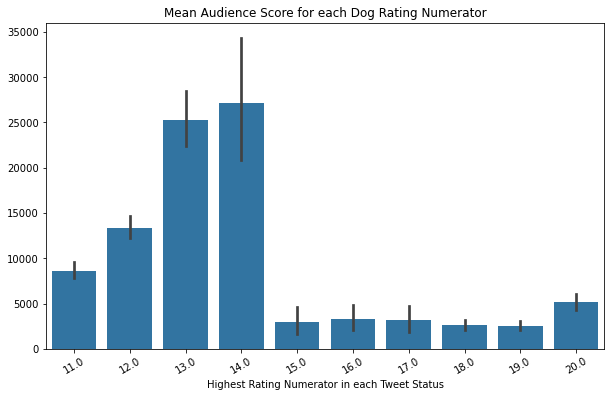 Mean Audience Score for each Dog Rating Numerator
35000
30000
25000
20000
15000
10000
5000
0
11.0 12.0 13.0 14.0 15.0 16.0 17.0 18.0 19.0 20.0
Highest Rating Numerator in each Tweet Status